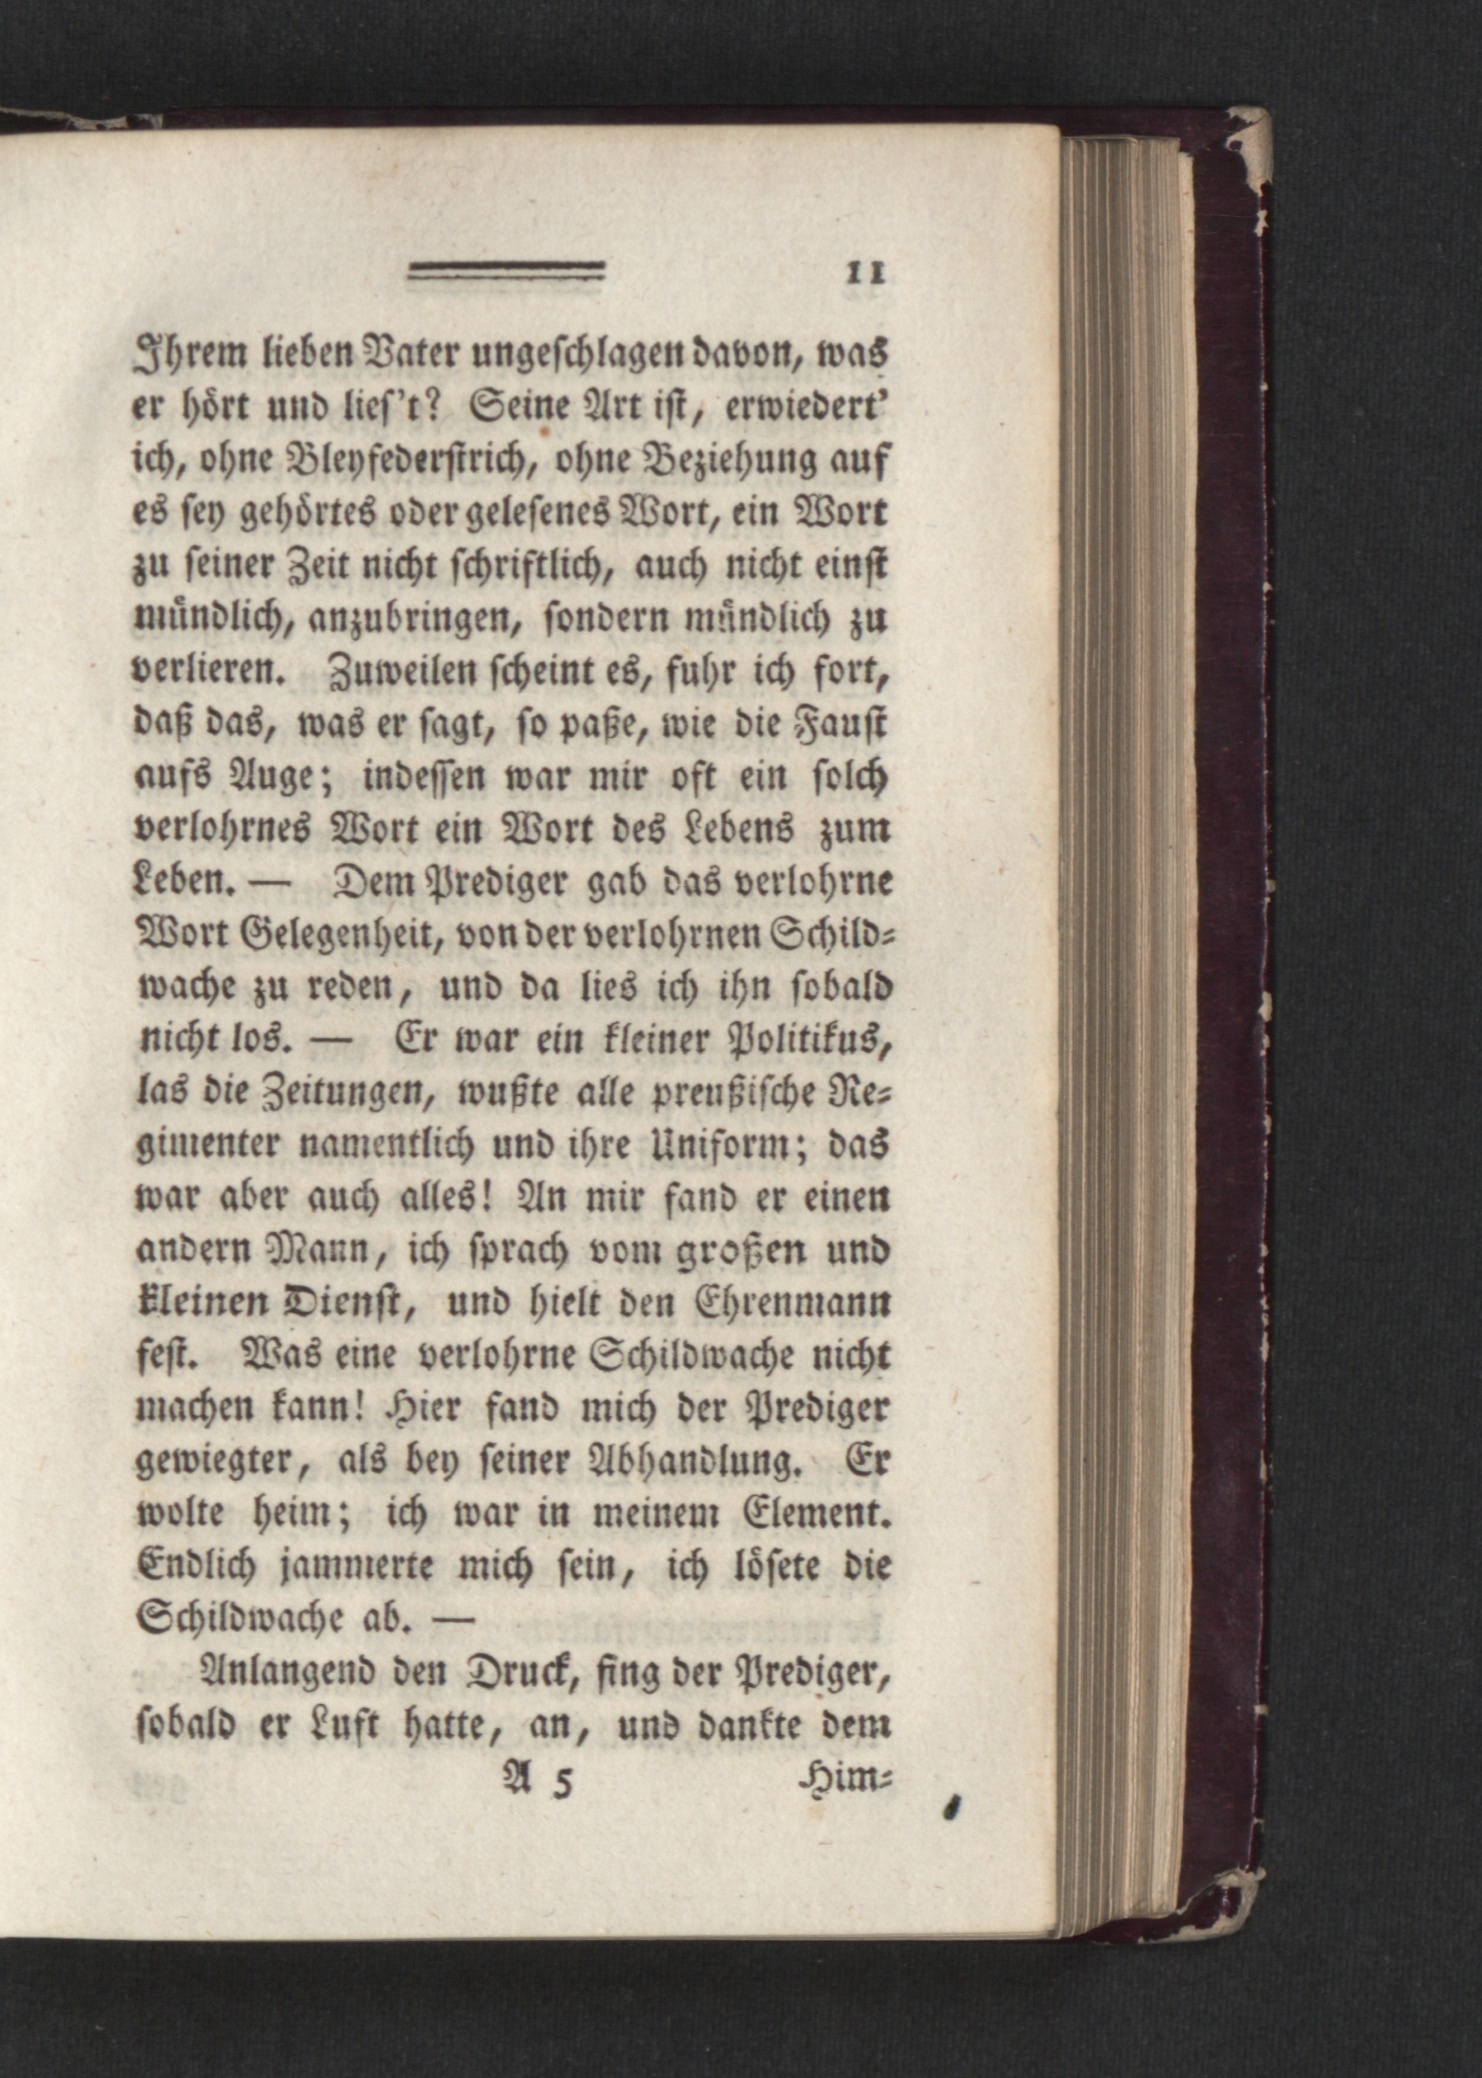 11
Ihrem lieben Vater ungeſchlagen davon, was
er hört und lieſ't? Seine Art iſt, erwiedert'
ich, ohne Bleyfederſtrich, ohne Beziehung auf
es ſey gehörtes oder geleſenes Wort, ein Wort
zu ſeiner Zeit nicht ſchriftlich, auch nicht einſt
mündlich, anzubringen, ſondern mündlich zu
verlieren. Zuweilen ſcheint es, fuhr ich fort,
daß das, was er ſagt, ſo paße, wie die Fauſt
aufs Auge; indeſſen war mir oft ein ſolch
verlohrnes Wort ein Wort des Lebens zum
Leben. — Dem Prediger gab das verlohrne
Wort Gelegenheit, von der verlohrnen Schild⸗
wache zu reden, und da lies ich ihn ſobald
nicht los. — Er war ein kleiner Politikus,
las die Zeitungen, wußte alle preußiſche Re⸗
gimenter namentlich und ihre Uniform; das
war aber auch alles! An mir fand er einen
andern Mann, ich ſprach vom großen und
kleinen Dienſt, und hielt den Ehrenmann
feſt. Was eine verlohrne Schildwache nicht
machen kann! Hier fand mich der Prediger
gewiegter, als bey ſeiner Abhandlung. Er
wolte heim; ich war in meinem Element.
Endlich jammerte mich ſein, ich löſete die
Schildwache ab. —
Anlangend den Druck, fing der Prediger,
ſobald er Luft hatte, an, und dankte dem
A 5 Him⸗